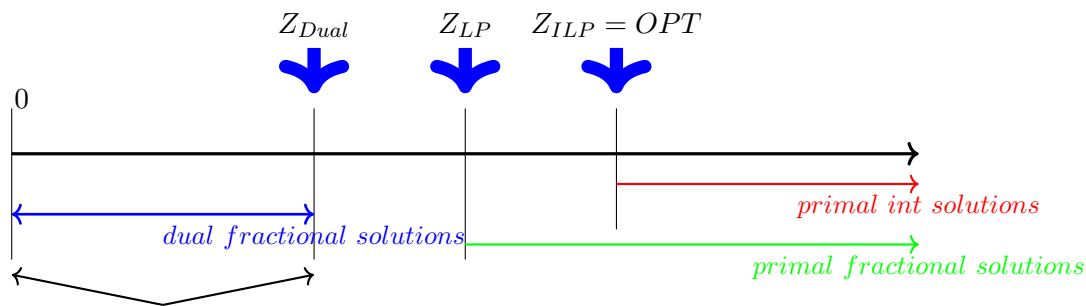 Z_{Dual} Z_{LP} Z_{ILP} = OPT
0
primal int solutions
dual fractional solutions
primal fractional solutions